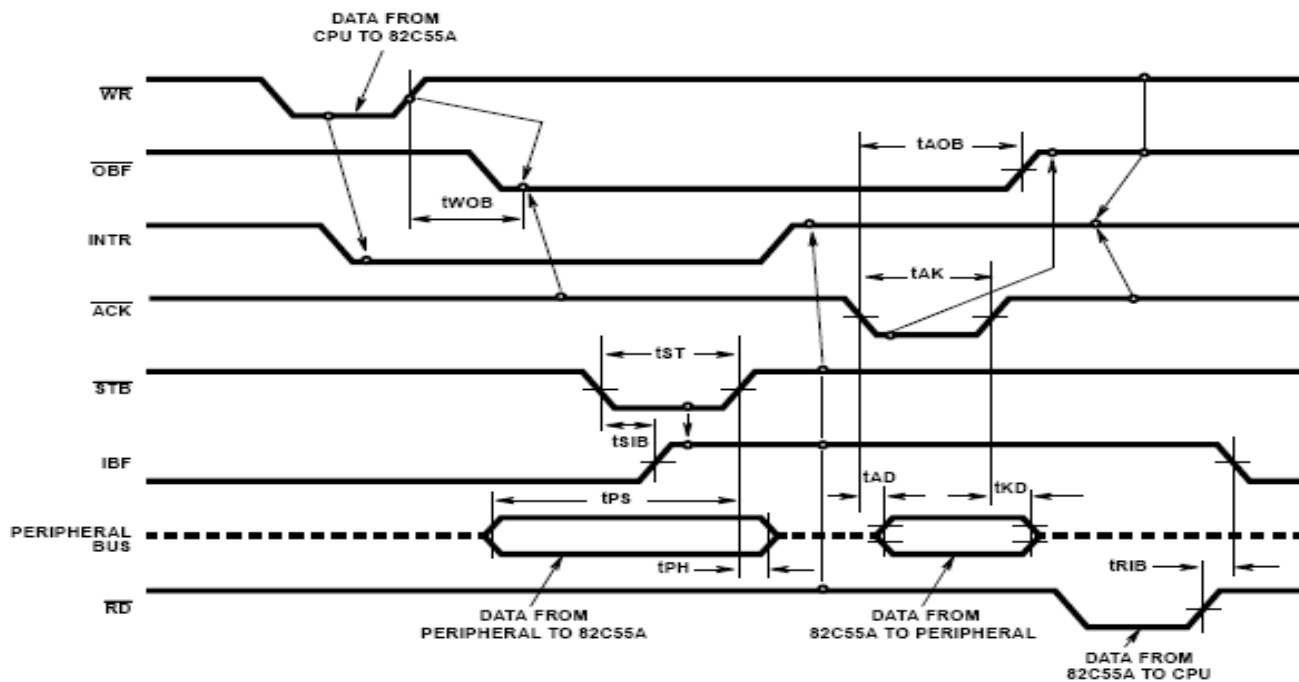 DATA FROM
CPU TO 82C55A
WR
OBF
tAOB
tWOB
INTR
tAK
ACK
tST
STB
tSIB
IBF
tAD
tKD
tPS
PERIPHERAL
BUS
tPH
tRIB
RD
DATA FROM
PERIPHERAL TO 82C55A
DATA FROM
82C55A TO PERIPHERAL
DATA FROM
82C55A TO CPU